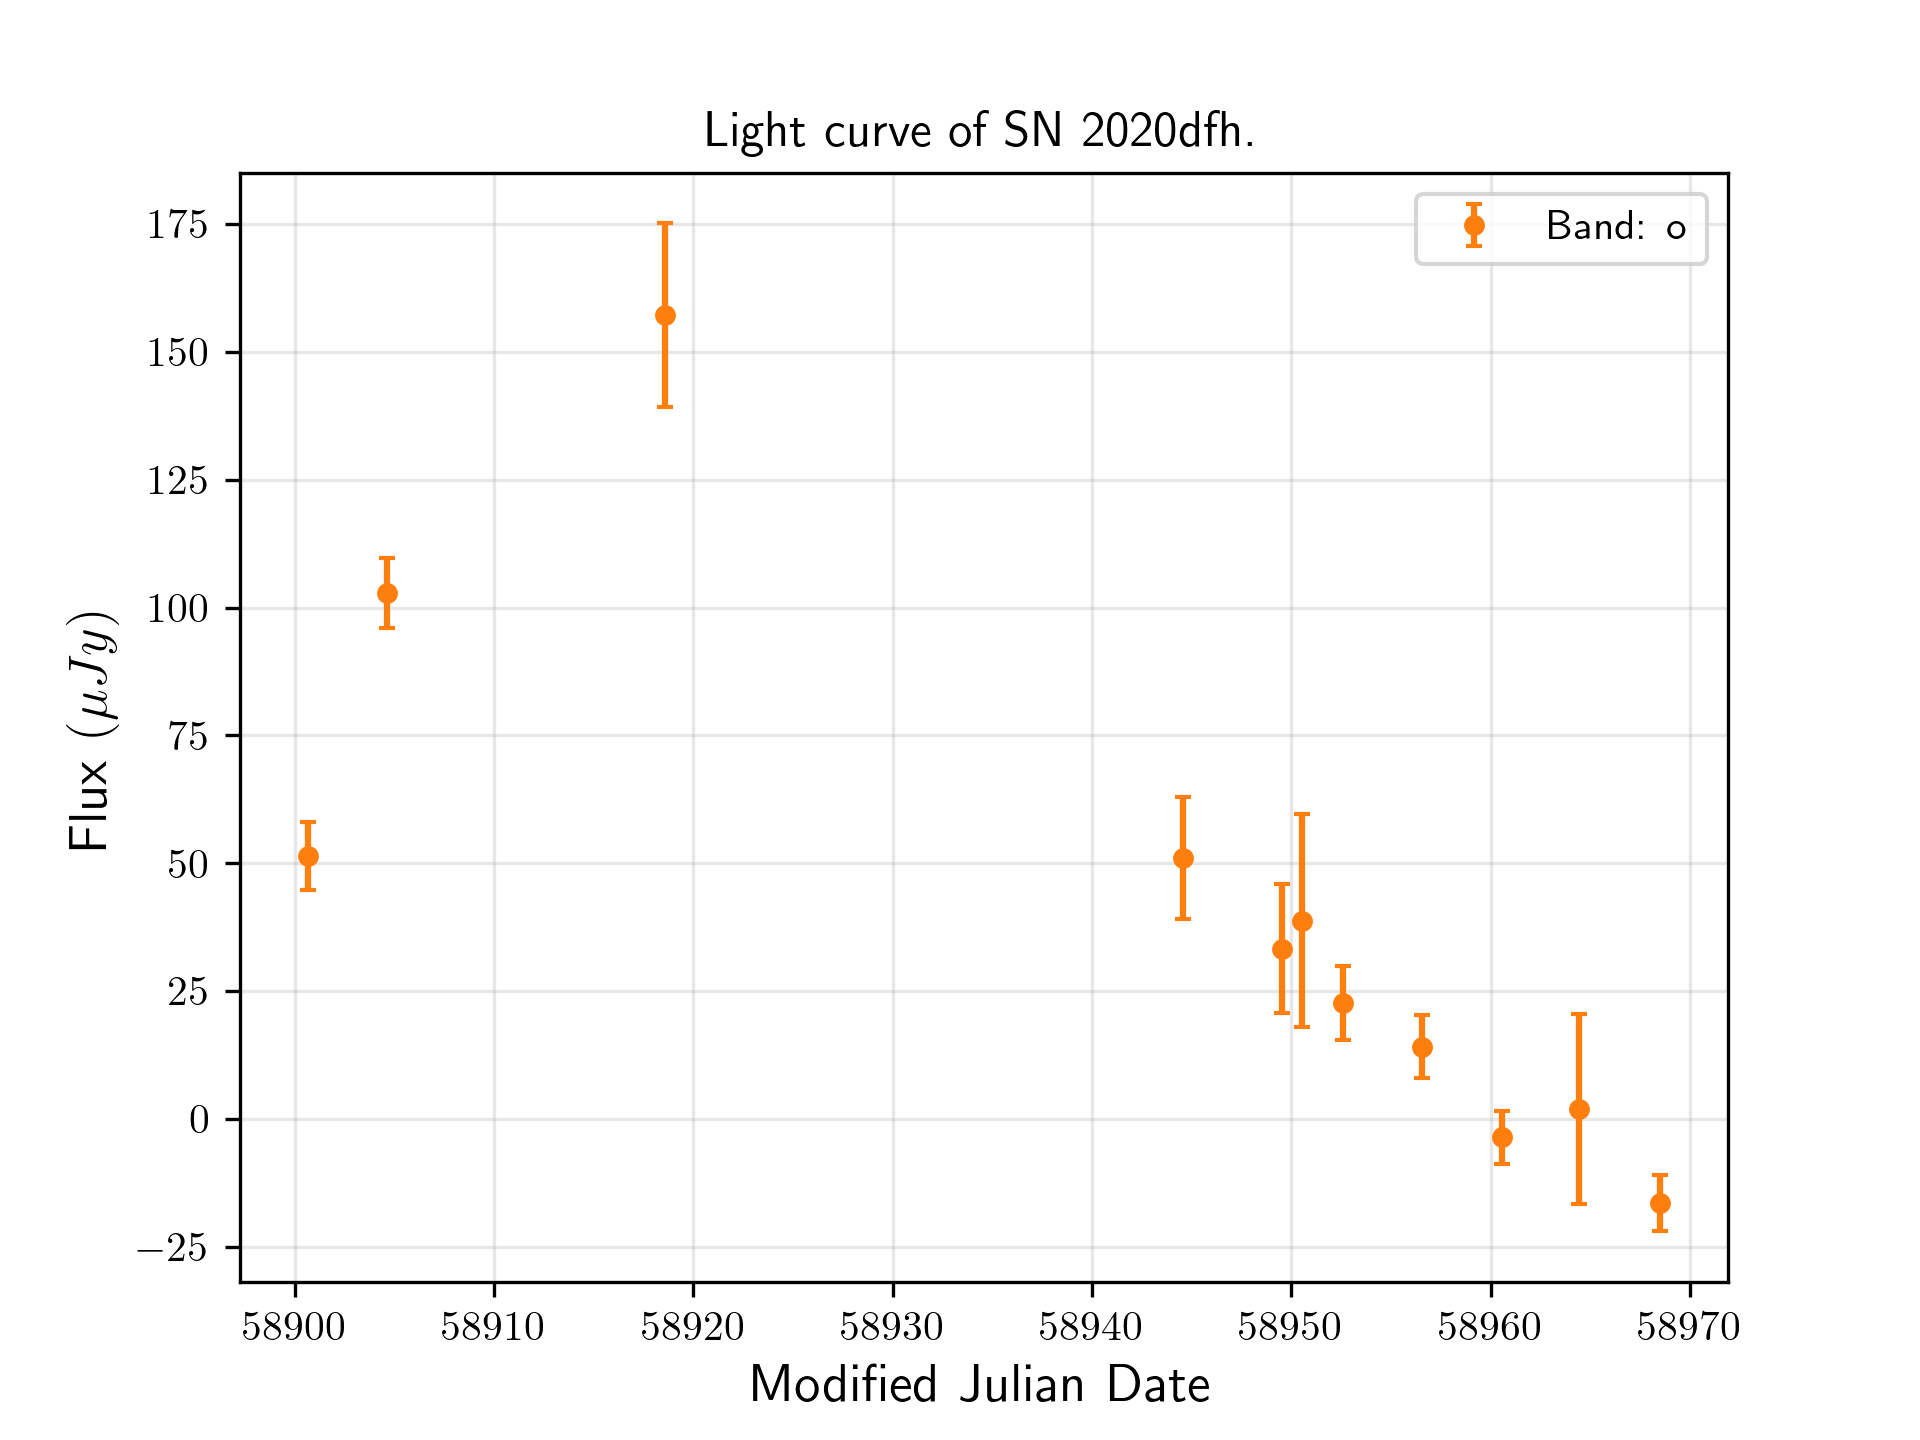 Light curve of SN 2020dfh.
Band: o
175
150
125
100
75
50
25
0
−25
Flux (μJy)
58900 58910 58920 58930 58940 58950 58960 58970
Modified Julian Date